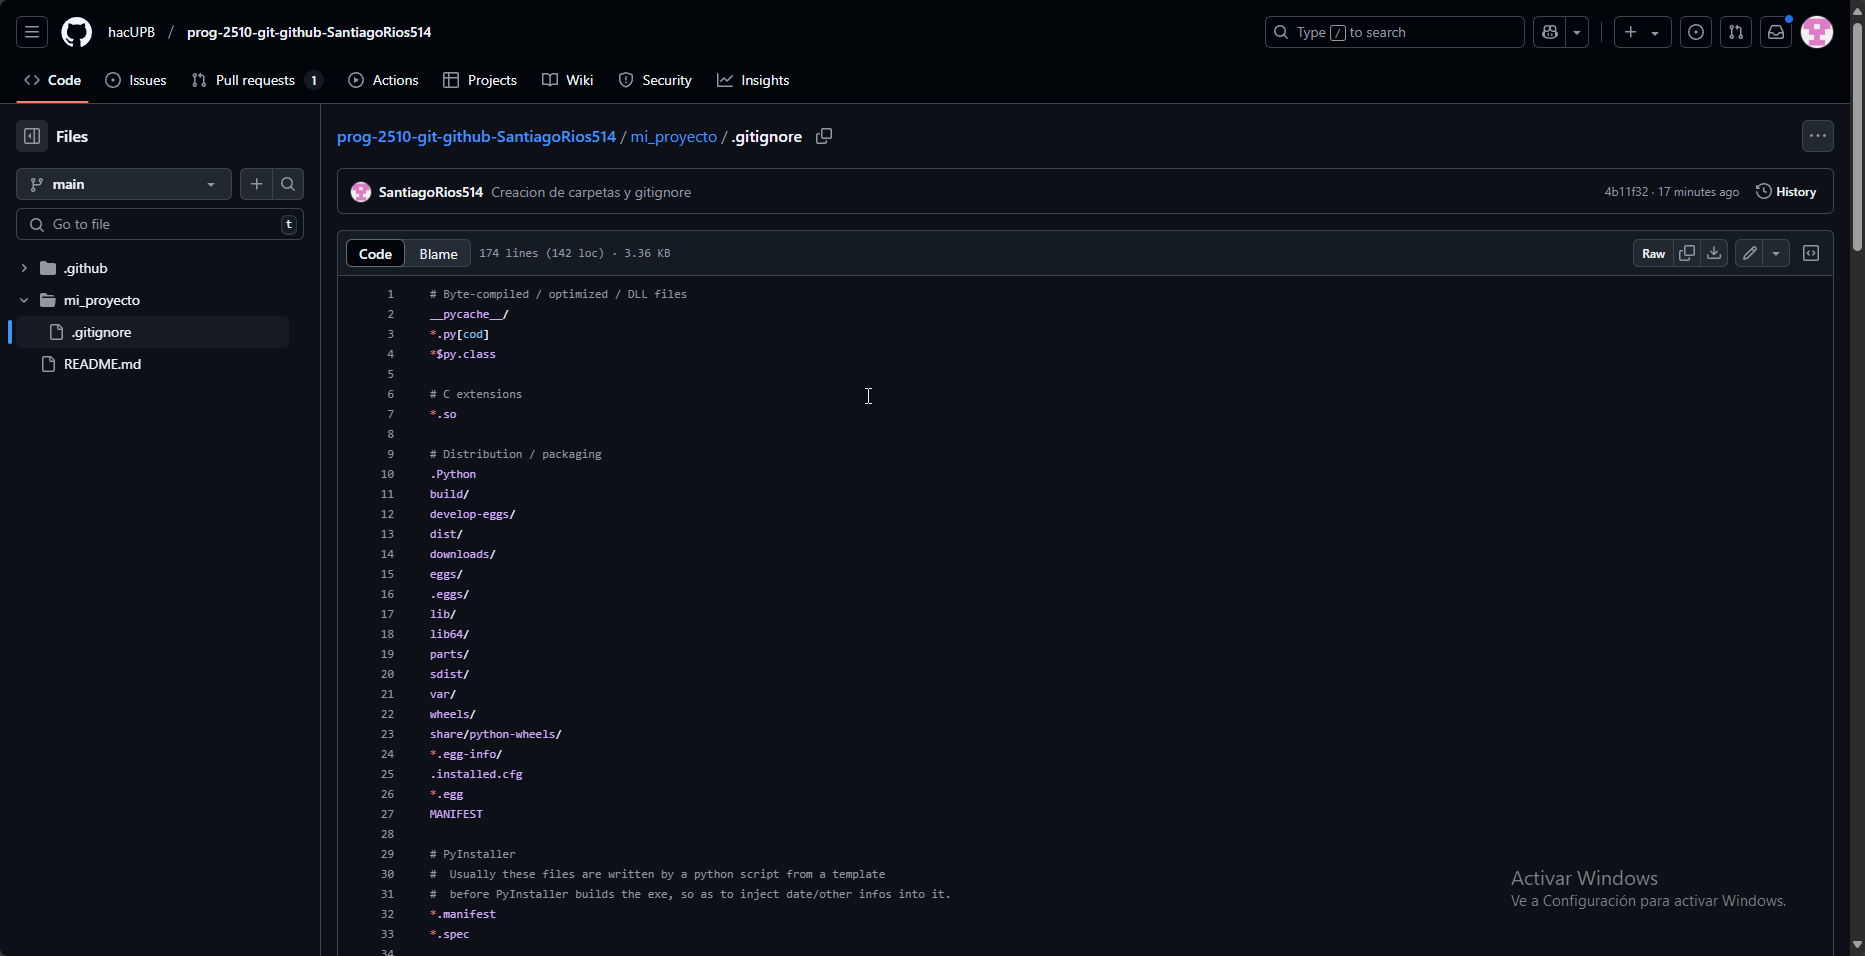 hacUPB / prog-2510-git-github-SantiagoRios514
Type / to search
Code
Issues
Pull requests 1
Actions
Projects
Wiki
Security
Insights
Files
main
Go to file
t
.github
mi_proyecto
.gitignore
README.md
prog-2510-git-github-SantiagoRios514 / mi_proyecto / .gitignore
SantiagoRios514 Creacion de carpetas y gitignore
4b11f32 · 17 minutes ago
History
Code
Blame
174 lines (142 loc) · 3.36 KB
Raw
1 # Byte-compiled / optimized / DLL files
2 __pycache__/
3 *.py[cod]
4 *$py.class
5
6 # C extensions
7 *.so
8
9 # Distribution / packaging
10 .Python
11 build/
12 develop-eggs/
13 dist/
14 downloads/
15 eggs/
16 .eggs/
17 lib/
18 lib64/
19 parts/
20 sdist/
21 var/
22 wheels/
23 share/python-wheels/
24 *.egg-info/
25 .installed.cfg
26 *.egg
27 MANIFEST
28
29 # PyInstaller
30 #  Usually these files are written by a python script from a template
31 #  before PyInstaller builds the exe, so as to inject date/other infos into it.
32 *.manifest
33 *.spec
34
Activar Windows
Ve a Configuración para activar Windows.